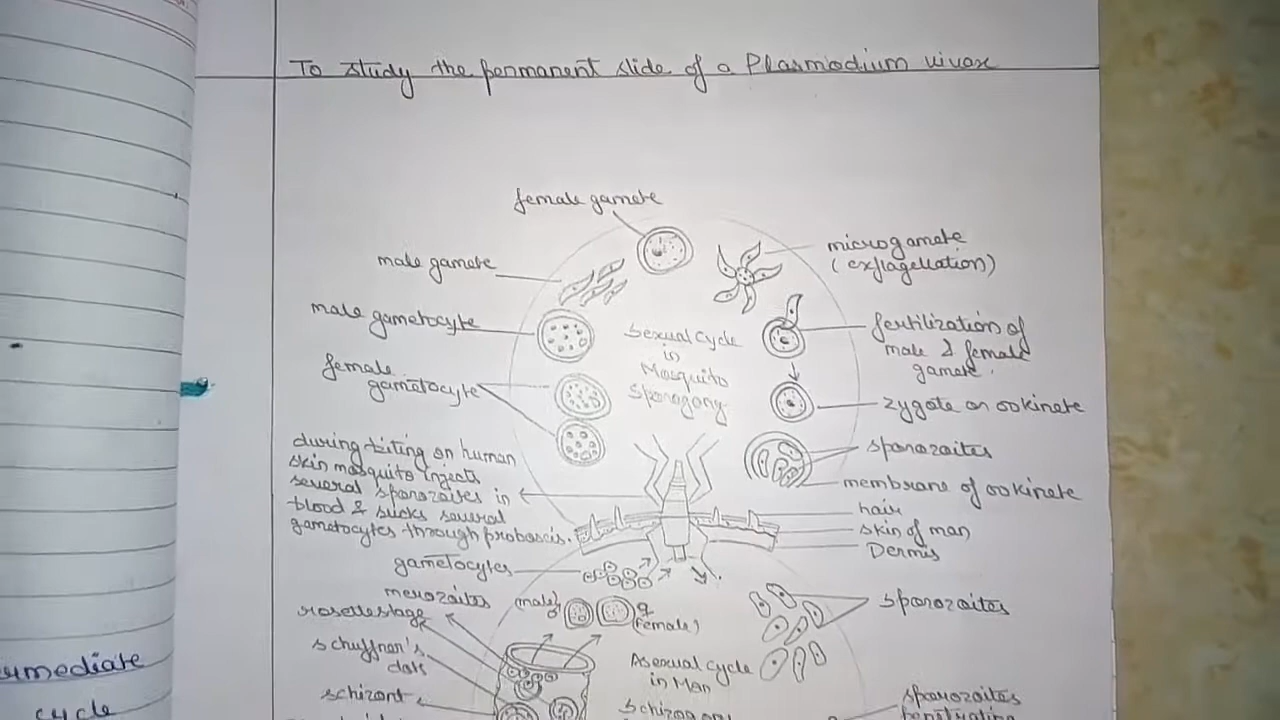 To study the permanent slide of a Plasmodium vivax
female gamete
microgamete
(exflagellation)
male gamete
male gametocyte
sexual cycle
in
Mosquito
Sporogony
fertilization of
male & female
gamete.
female
gametocyte
zygote or ookinete
sporozoites
membrane of ookinete
during biting on human
skin mosquito injects
several sporozoites in
blood & sucks several
gametocytes through proboscis.
hair
skin of man
Dermis
gametocytes
merozoites
male
(female)
sporozoites
rosette stage
schuffner's
dots
Asexual cycle
in Man
schizont
schizogony
sporozoites
penetrating
cycle